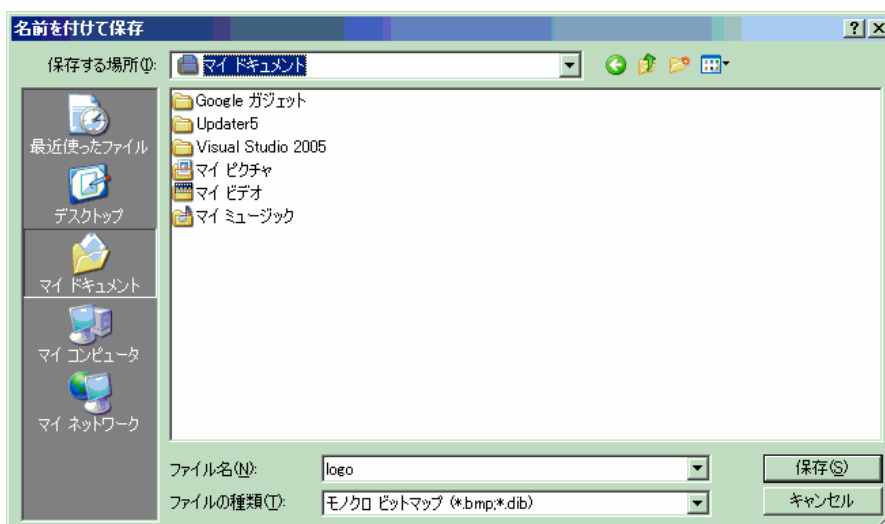 名前を付けて保存
保存する場所(I): マイ ドキュメント
最近使ったファイル
デスクトップ
マイ ドキュメント
マイ コンピュータ
マイ ネットワーク
Google ガジェット
Updater5
Visual Studio 2005
マイ ピクチャ
マイ ビデオ
マイ ミュージック
ファイル名(N): logo 保存(S)
ファイルの種類(T): モノクロ ビットマップ (*.bmp;*.dib) キャンセル